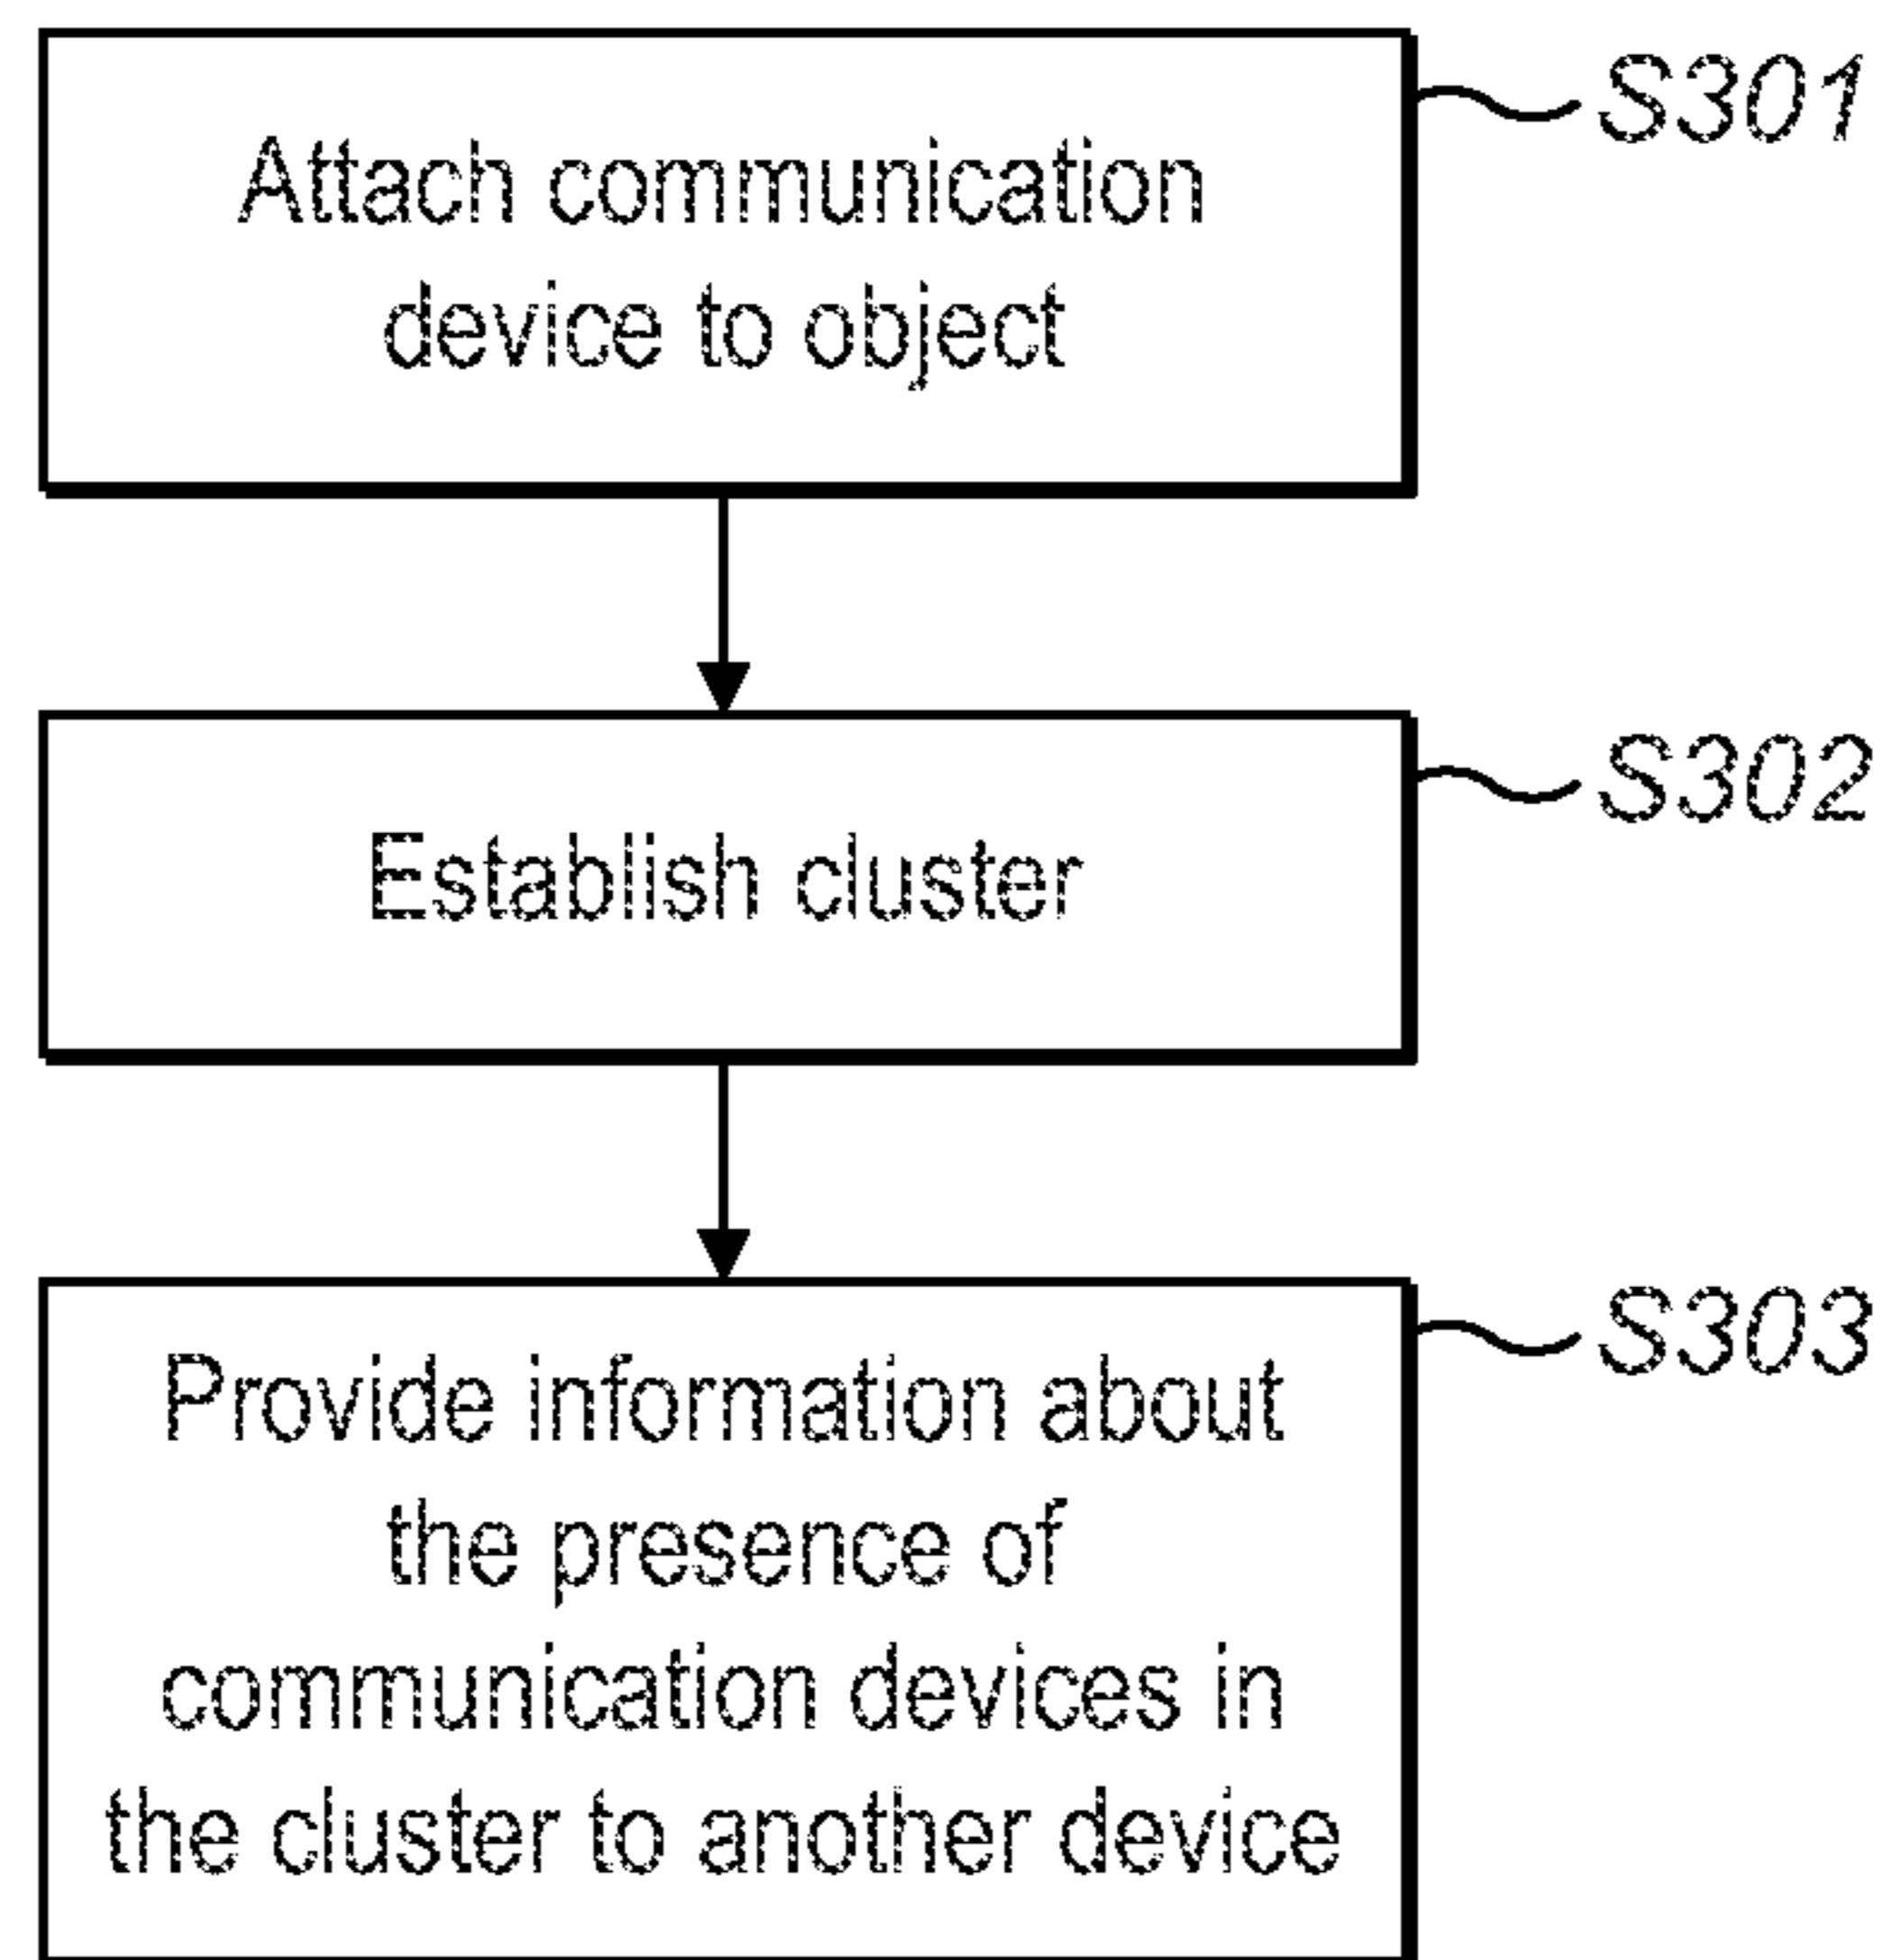 S301
Attach communication
device to object
S302
Establish cluster
S303
Provide information about
the presence of
communication devices in
the cluster to another device